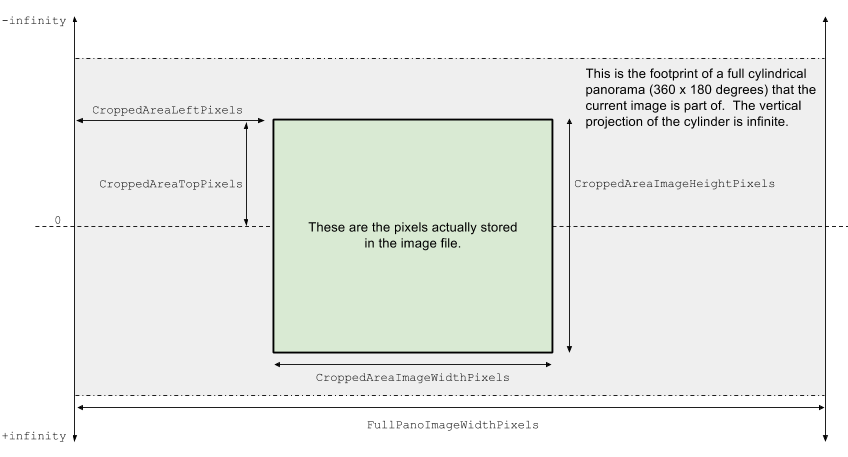 -infinity
This is the footprint of a full cylindrical
panorama (360 x 180 degrees) that the
current image is part of.  The vertical
projection of the cylinder is infinite.
CroppedAreaLeftPixels
CroppedAreaTopPixels
CroppedAreaImageHeightPixels
0
These are the pixels actually stored
in the image file.
CroppedAreaImageWidthPixels
FullPanoImageWidthPixels
+infinity